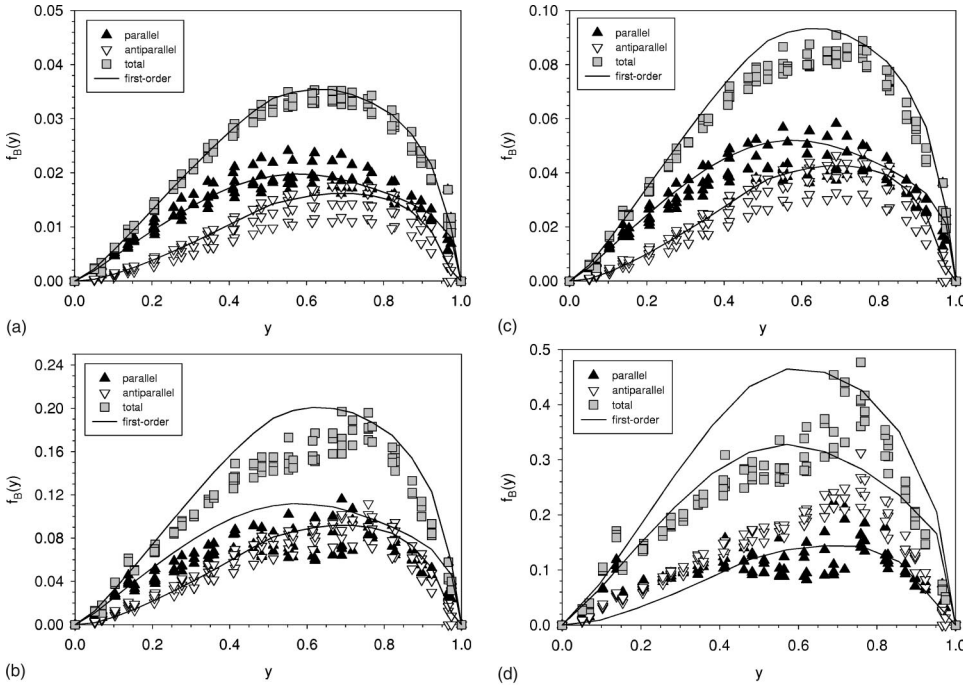 0.05
0.04
0.03
0.02
0.01
0.00
f_B(y)
parallel
antiparallel
total
first-order
0.0 0.2 0.4 0.6 0.8 1.0
y
(a)
0.10
0.08
0.06
0.04
0.02
0.00
f_B(y)
parallel
antiparallel
total
first-order
0.0 0.2 0.4 0.6 0.8 1.0
y
(c)
0.24
0.20
0.16
0.12
0.08
0.04
0.00
f_B(y)
parallel
antiparallel
total
first-order
0.0 0.2 0.4 0.6 0.8 1.0
y
(b)
0.5
0.4
0.3
0.2
0.1
0.0
f_B(y)
parallel
antiparallel
total
first-order
0.0 0.2 0.4 0.6 0.8 1.0
y
(d)